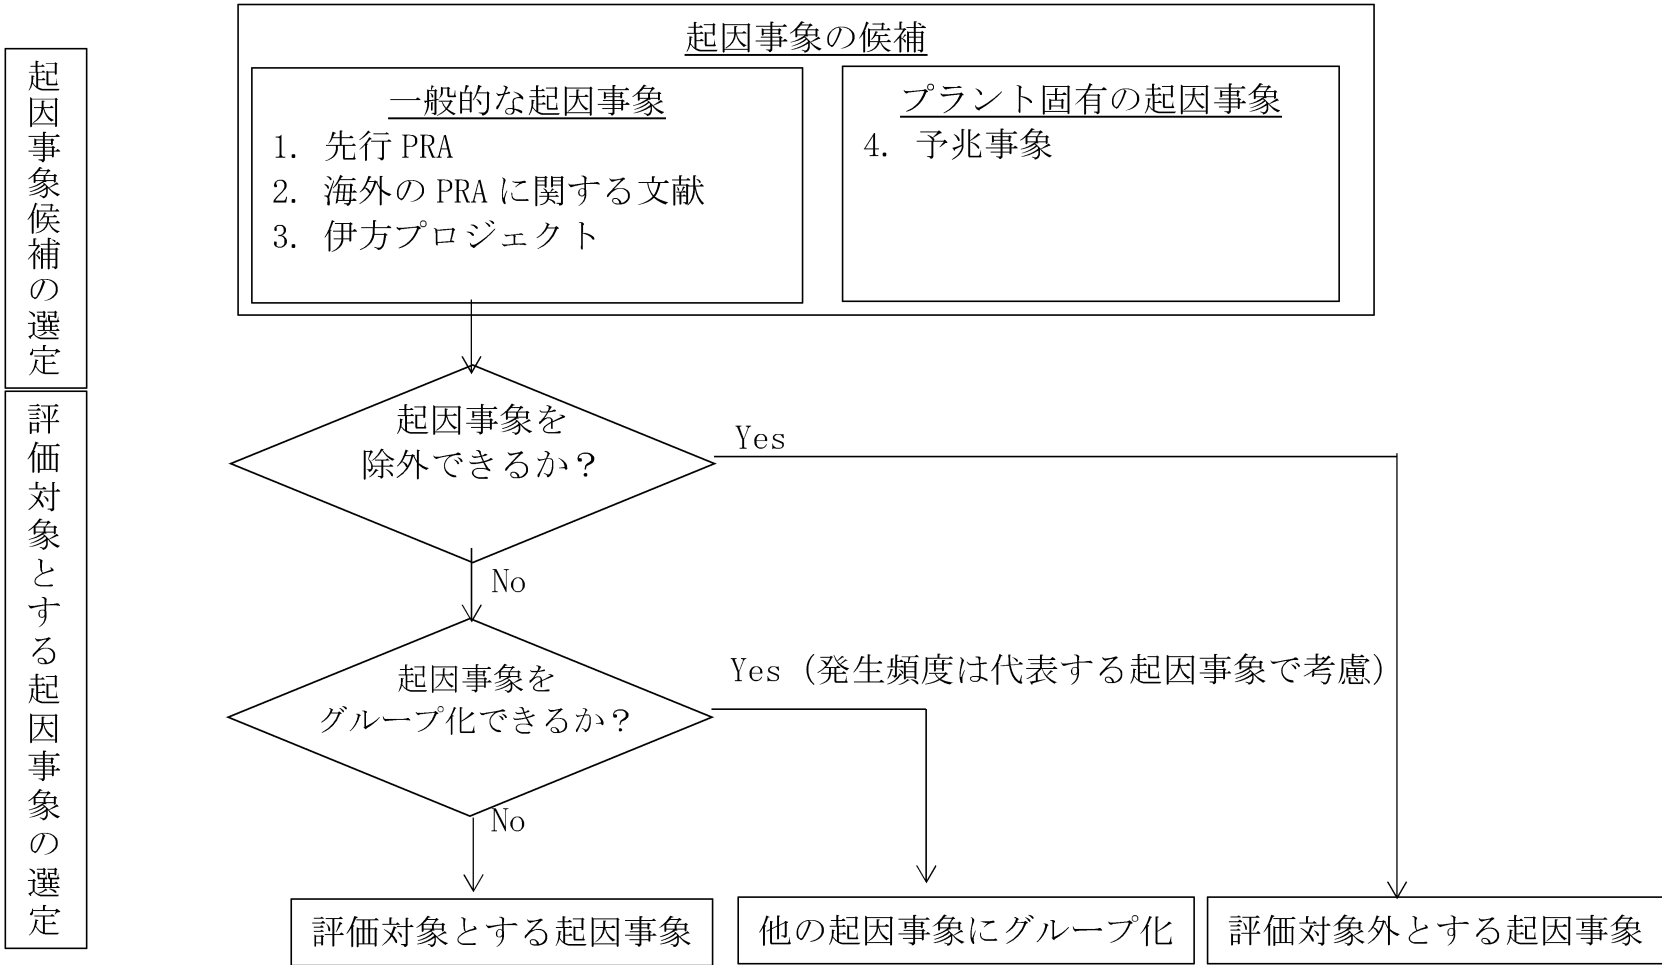 起因事象候補の選定
起因事象の候補
一般的な起因事象
1. 先行 PRA
2. 海外の PRA に関する文献
3. 伊方プロジェクト
プラント固有の起因事象
4. 予兆事象
評価対象とする起因事象の選定
起因事象を
除外できるか？
Yes
No
起因事象を
グループ化できるか？
Yes（発生頻度は代表する起因事象で考慮）
No
評価対象とする起因事象
他の起因事象にグループ化
評価対象外とする起因事象